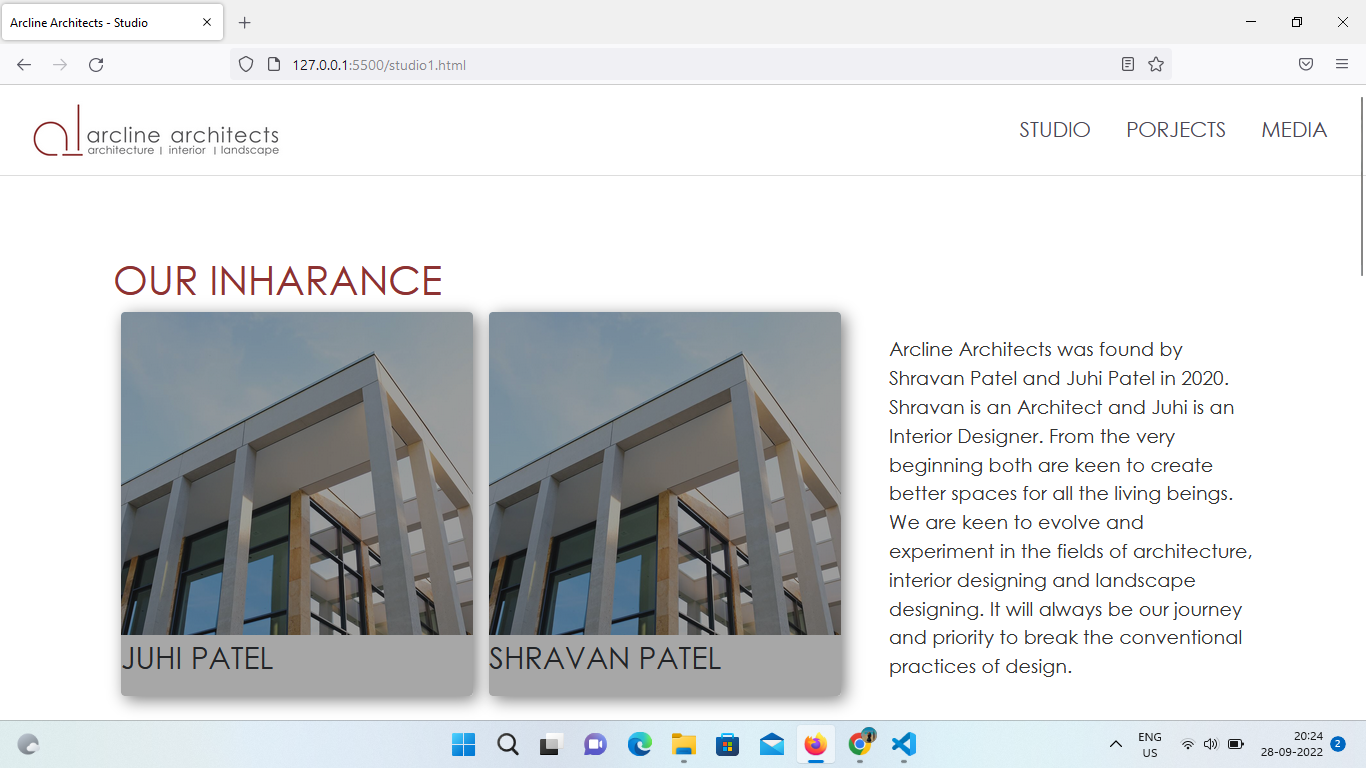 Arcline Architects - Studio
127.0.0.1:5500/studio1.html
arcline architects
architecture | interior | landscape
STUDIO PORJECTS MEDIA
OUR INHARANCE
JUHI PATEL
SHRAVAN PATEL
Arcline Architects was found by
Shravan Patel and Juhi Patel in 2020.
Shravan is an Architect and Juhi is an
Interior Designer. From the very
beginning both are keen to create
better spaces for all the living beings.
We are keen to evolve and
experiment in the fields of architecture,
interior designing and landscape
designing. It will always be our journey
and priority to break the conventional
practices of design.
ENG
US
20:24
28-09-2022
2